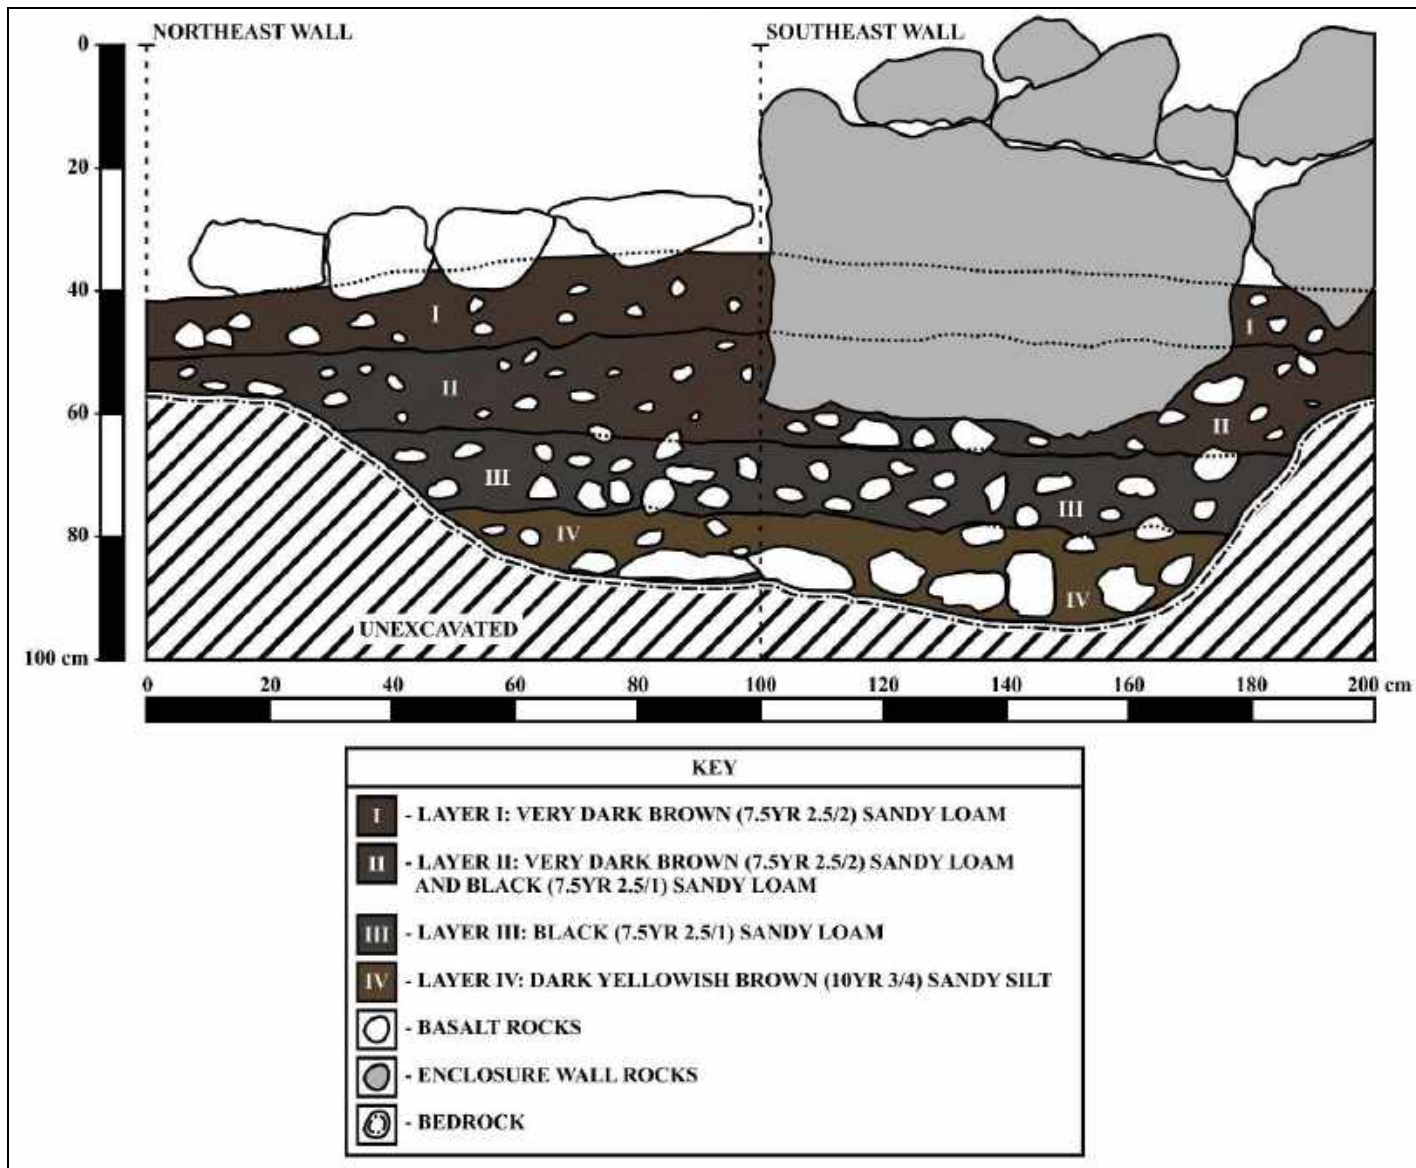 NORTHEAST WALL
SOUTHEAST WALL
0
20
40
60
80
100 cm
I
I
II
II
III
III
IV
IV
UNEXCAVATED
0 20 40 60 80 100 120 140 160 180 200 cm
KEY
I - LAYER I: VERY DARK BROWN (7.5YR 2.5/2) SANDY LOAM
II - LAYER II: VERY DARK BROWN (7.5YR 2.5/2) SANDY LOAM
AND BLACK (7.5YR 2.5/1) SANDY LOAM
III - LAYER III: BLACK (7.5YR 2.5/1) SANDY LOAM
IV - LAYER IV: DARK YELLOWISH BROWN (10YR 3/4) SANDY SILT
- BASALT ROCKS
- ENCLOSURE WALL ROCKS
- BEDROCK